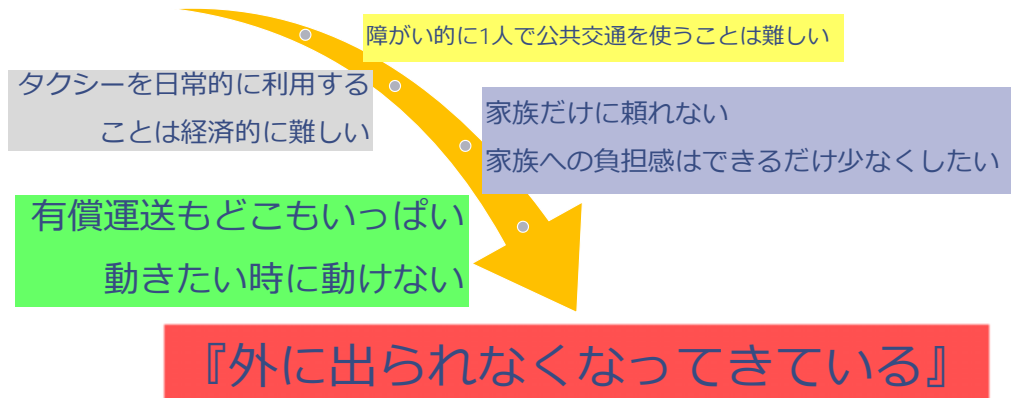 障がい的に1人で公共交通を使うことは難しい
タクシーを日常的に利用する
ことは経済的に難しい
家族だけに頼れない
家族への負担感はできるだけ少なくしたい
有償運送もどこもいっぱい
動きたい時に動けない
『外に出られなくなってきている』